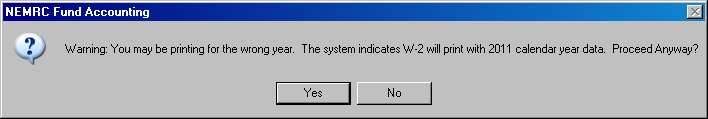 NEMRC Fund Accounting
Warning: You may be printing for the wrong year.  The system indicates W-2 will print with 2011 calendar year data.  Proceed Anyway?
Yes
No